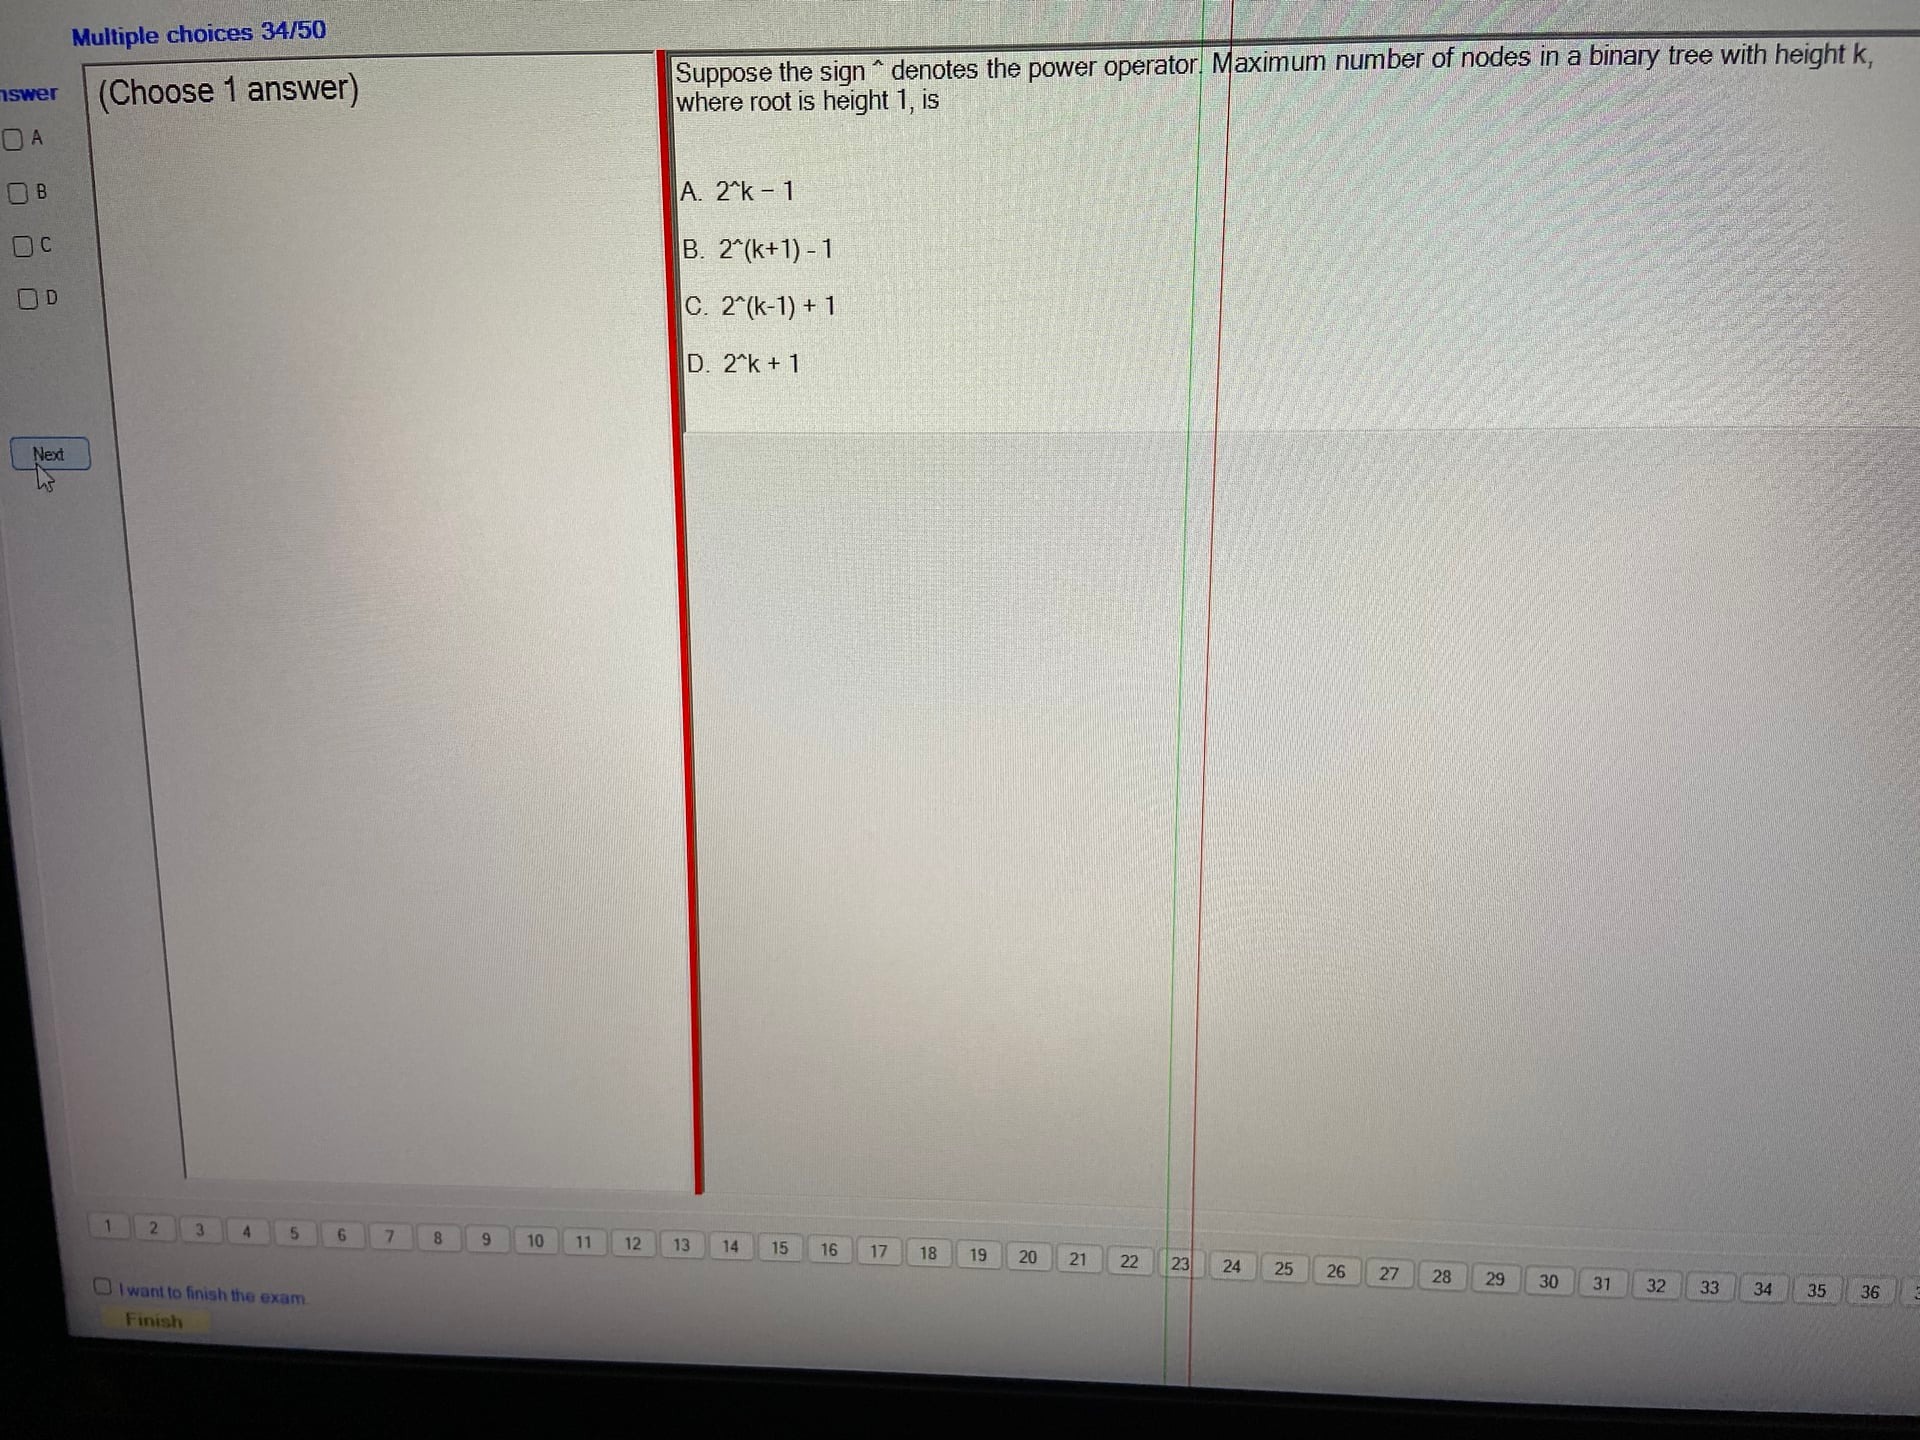 Multiple choices 34/50
(Choose 1 answer)
A
B
C
D
Next
Suppose the sign ^ denotes the power operator. Maximum number of nodes in a binary tree with height k,
where root is height 1, is
A. 2^k – 1
B. 2^(k+1) - 1
C. 2^(k-1) + 1
D. 2^k + 1
1 2 3 4 5 6 7 8 9 10 11 12 13 14 15 16 17 18 19 20 21 22 23 24 25 26 27 28 29 30 31 32 33 34 35 36
I want to finish the exam.
Finish